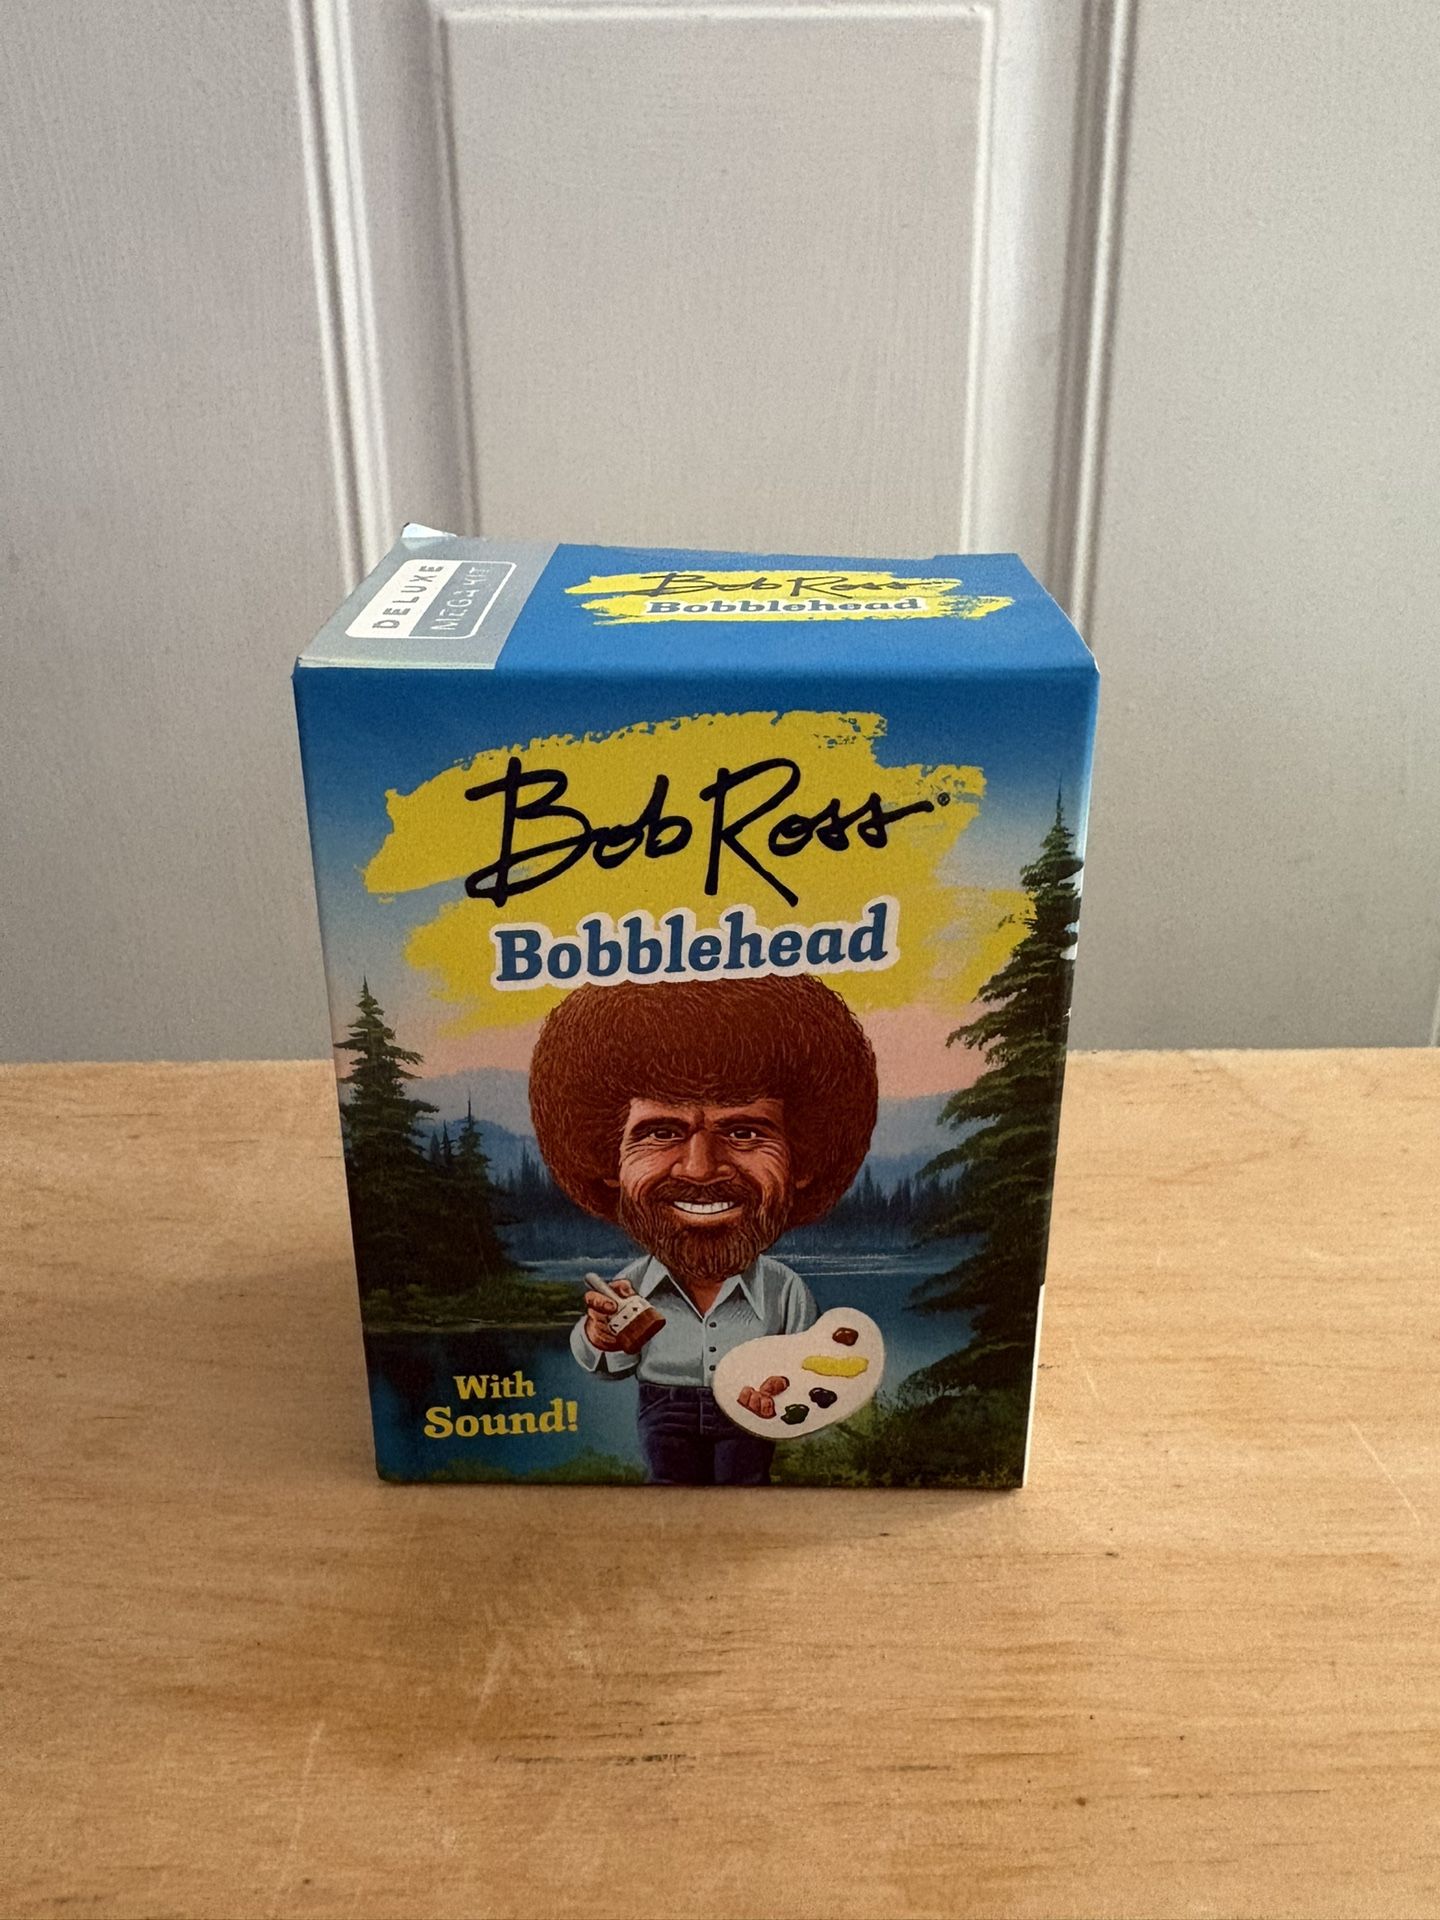 DELUXE
MEGA KIT
Bob Ross
Bobblehead
Bob Ross®
Bobblehead
With
Sound!